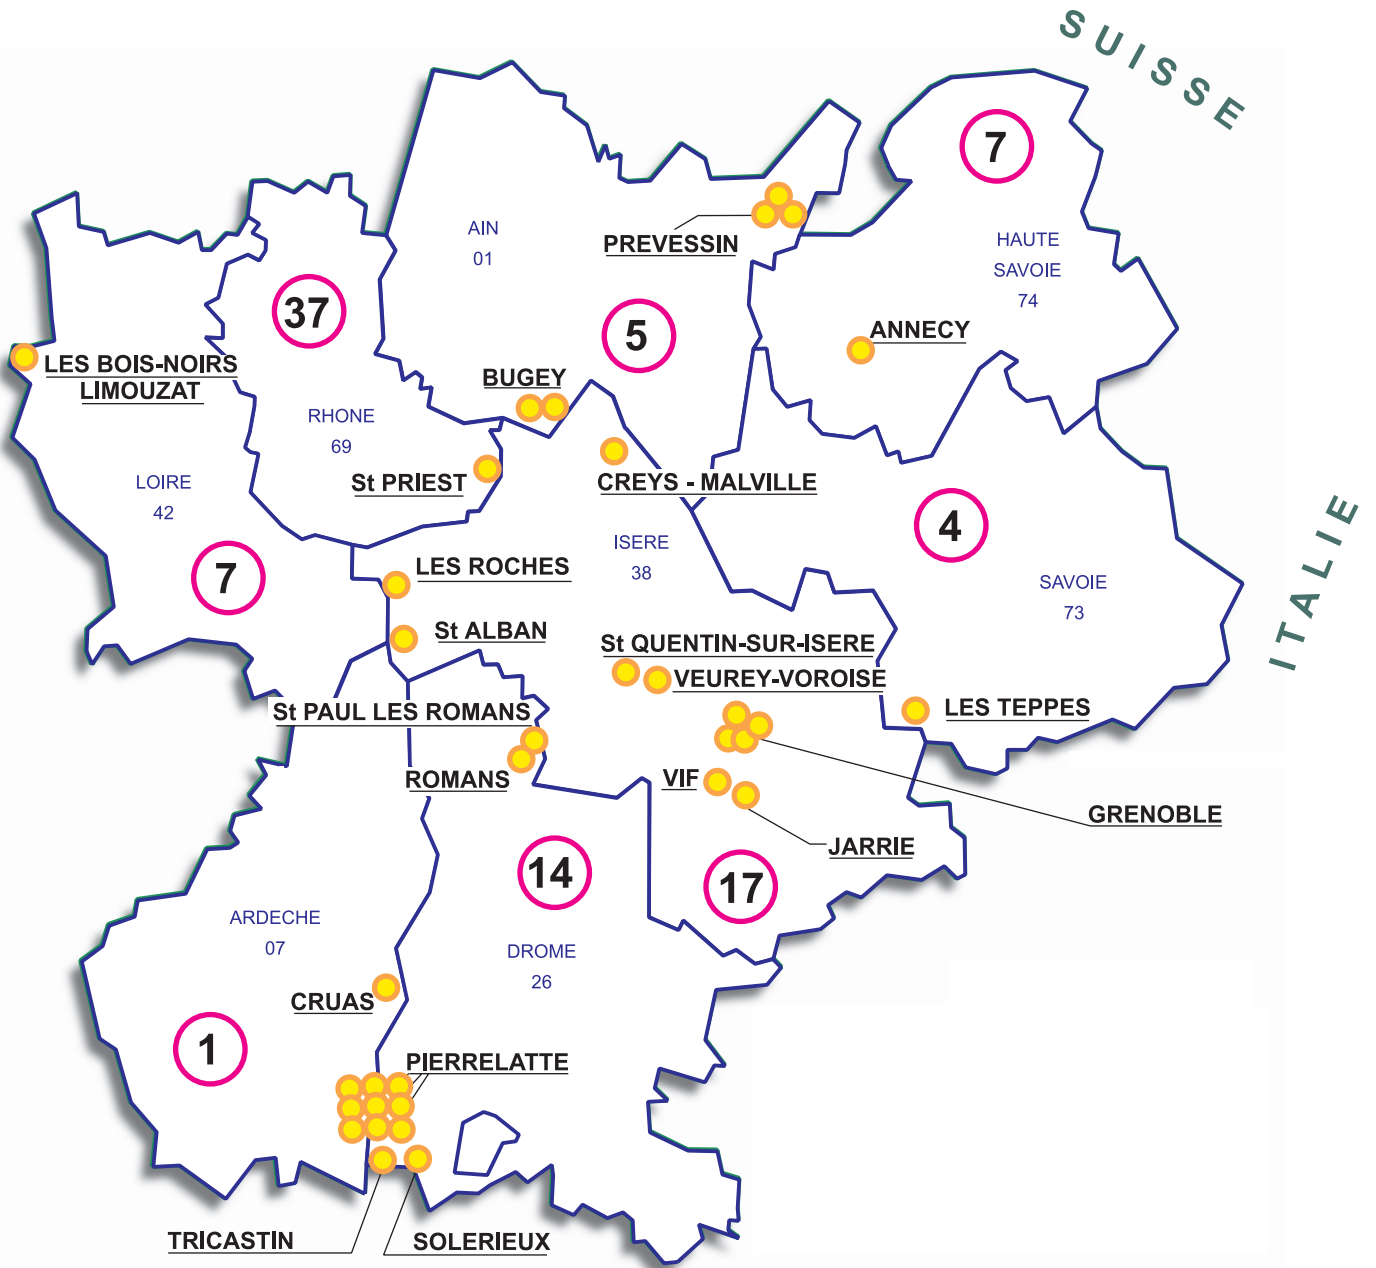 SUISSE
7
AIN
01
PREVESSIN
HAUTE
SAVOIE
74
37
5
ANNECY
LES BOIS-NOIRS
LIMOUZAT
BUGEY
RHONE
69
St PRIEST
CREYS - MALVILLE
LOIRE
42
4
ITALIE
ISERE
38
7
LES ROCHES
SAVOIE
73
St ALBAN
St QUENTIN-SUR-ISERE
VEUREY-VOROISE
St PAUL LES ROMANS
LES TEPPES
ROMANS
VIF
GRENOBLE
JARRIE
14
17
ARDECHE
07
DROME
26
CRUAS
1
PIERRELATTE
TRICASTIN
SOLERIEUX